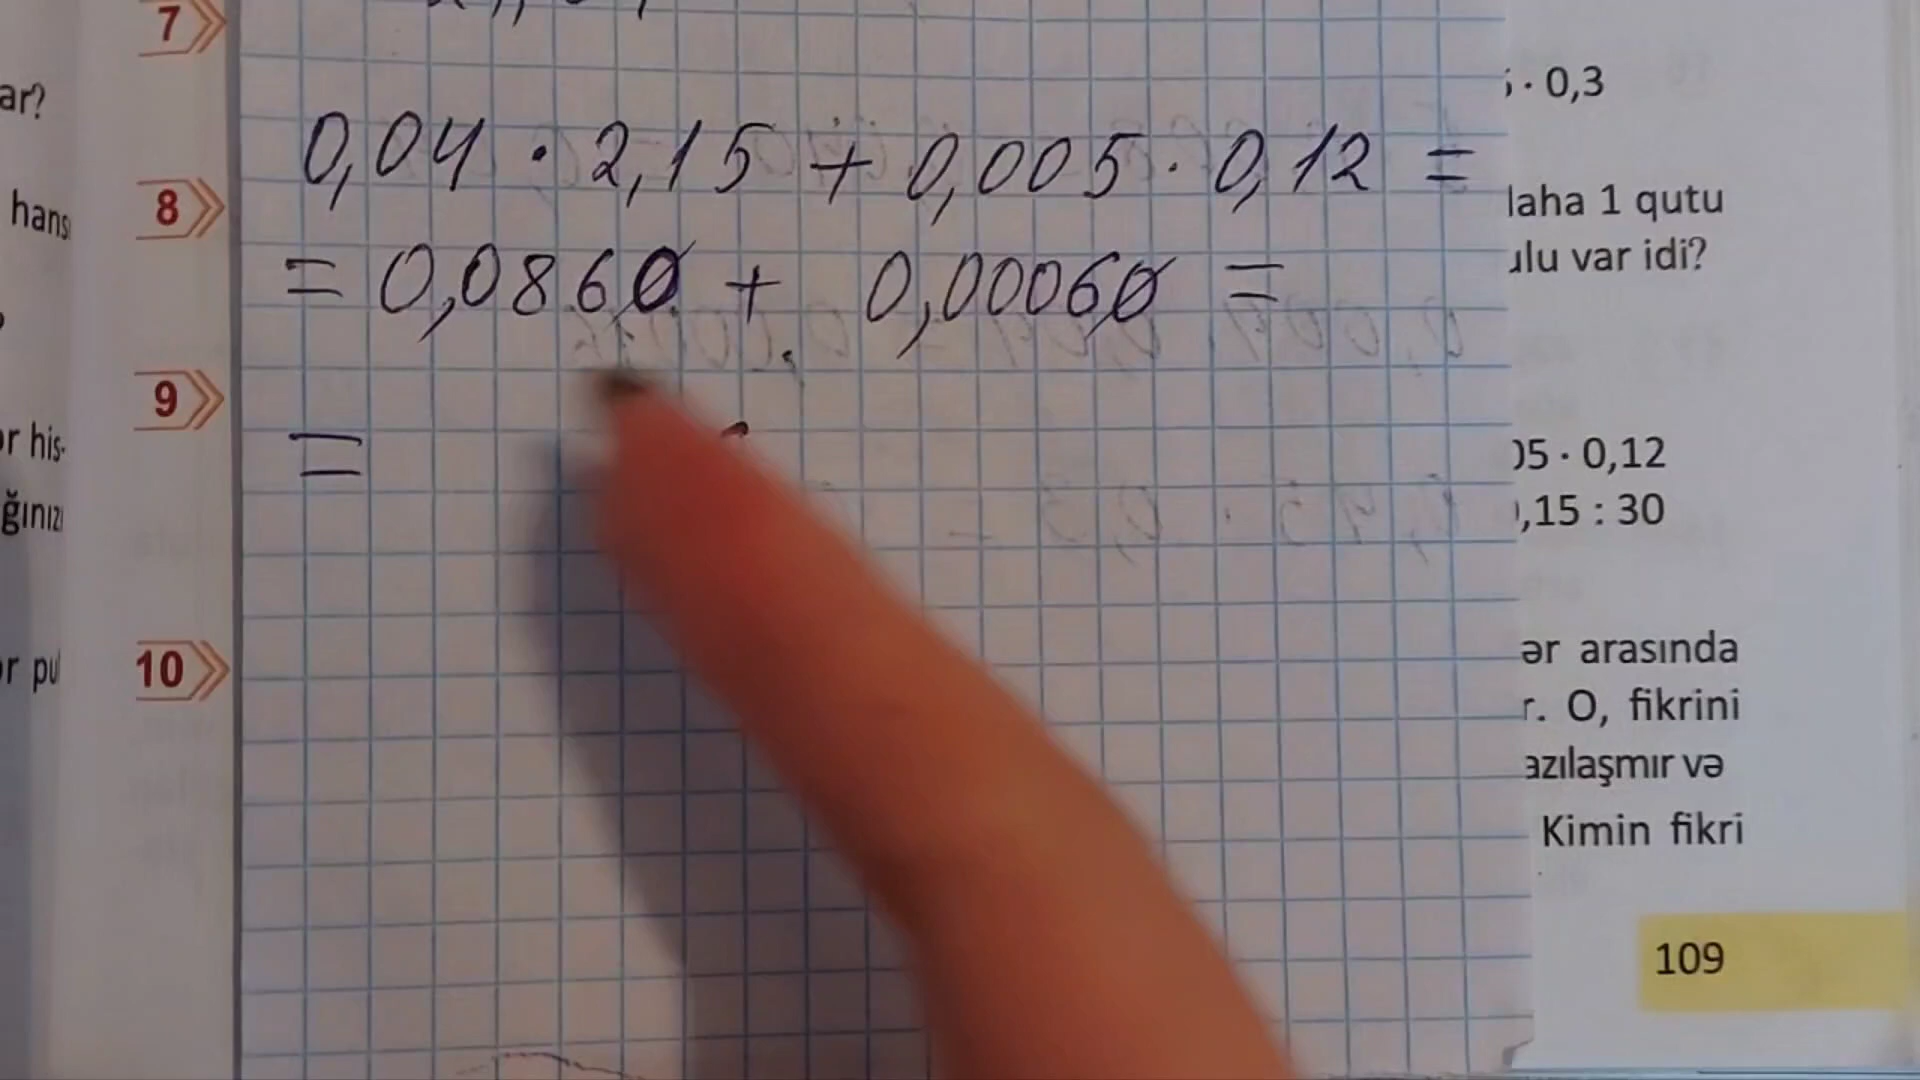 7
ar?
· 0,3
0,04 · 2,15 + 0,005 · 0,12 =
8
hans
laha 1 qutu
ulu var idi?
= 0,0860 + 0,00060 =
9
=
r his-
05 · 0,12
ğınızı
,15 : 30
10
r pul
ər arasında
r. O, fikrini
azılaşmır və
Kimin fikri
109